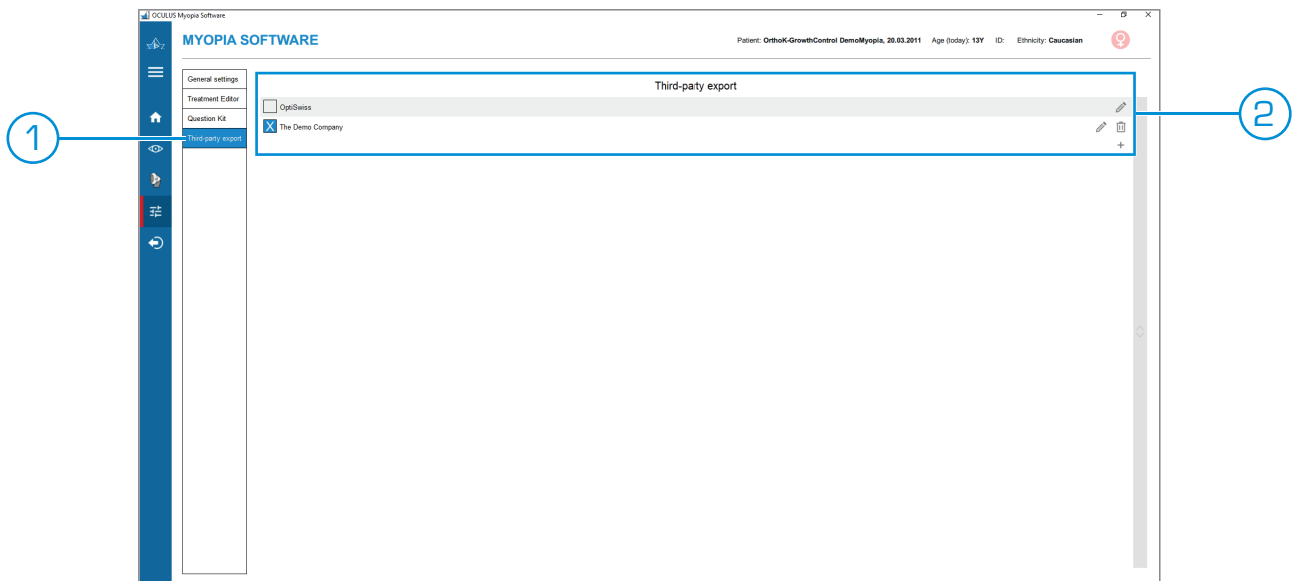 OCULUS Myopia Software
MYOPIA SOFTWARE
Patient: OrthoK-GrowthControl DemoMyopia, 20.03.2011 Age (today): 13Y ID: Ethnicity: Caucasian
General settings
Treatment Editor
Question Kit
Third-party export
Third-party export
OptiSwiss
X The Demo Company
1
2